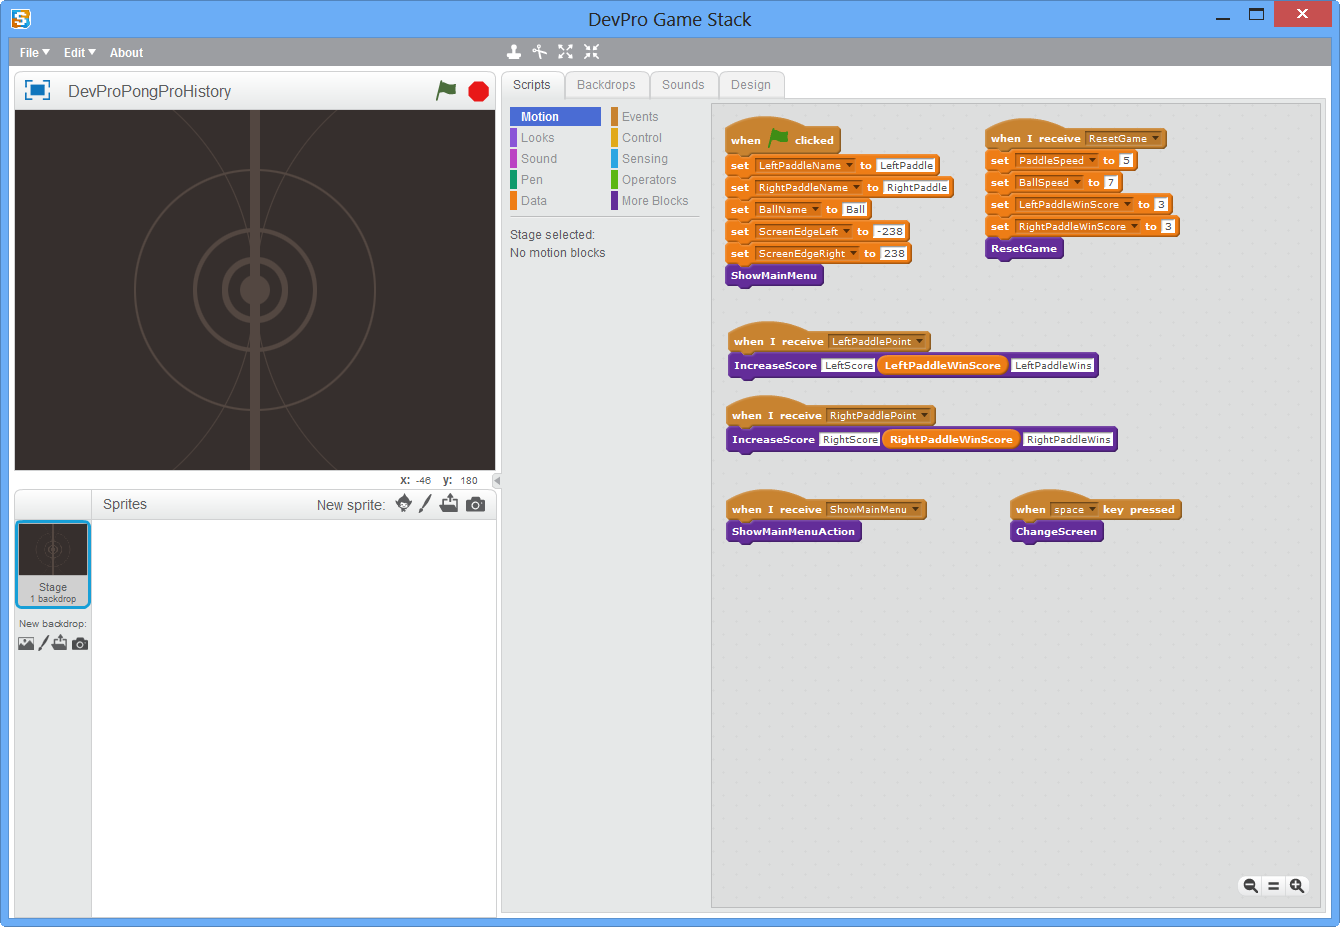 DevPro Game Stack
File Edit About
DevProPongProHistory
Scripts Backdrops Sounds Design
Motion Events
Looks Control
Sound Sensing
Pen Operators
Data More Blocks
Stage selected:
No motion blocks
when clicked
set LeftPaddleName to LeftPaddle
set RightPaddleName to RightPaddle
set BallName to Ball
set ScreenEdgeLeft to -238
set ScreenEdgeRight to 238
ShowMainMenu
when I receive ResetGame
set PaddleSpeed to 5
set BallSpeed to 7
set LeftPaddleWinScore to 3
set RightPaddleWinScore to 3
ResetGame
when I receive LeftPaddlePoint
IncreaseScore LeftScore LeftPaddleWinScore LeftPaddleWins
when I receive RightPaddlePoint
IncreaseScore RightScore RightPaddleWinScore RightPaddleWins
when I receive ShowMainMenu
ShowMainMenuAction
when space key pressed
ChangeScreen
x: -46 y: 180
Sprites New sprite:
Stage
1 backdrop
New backdrop: